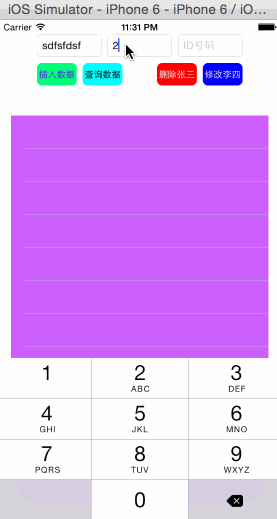 iOS Simulator - iPhone 6 - iPhone 6 / iO...
Carrier 11:31 PM
sdfsfdsf 2 ID号码
插入数据 查询数据 删除张三 修改李四
1 2 ABC 3 DEF
4 GHI 5 JKL 6 MNO
7 PQRS 8 TUV 9 WXYZ
0